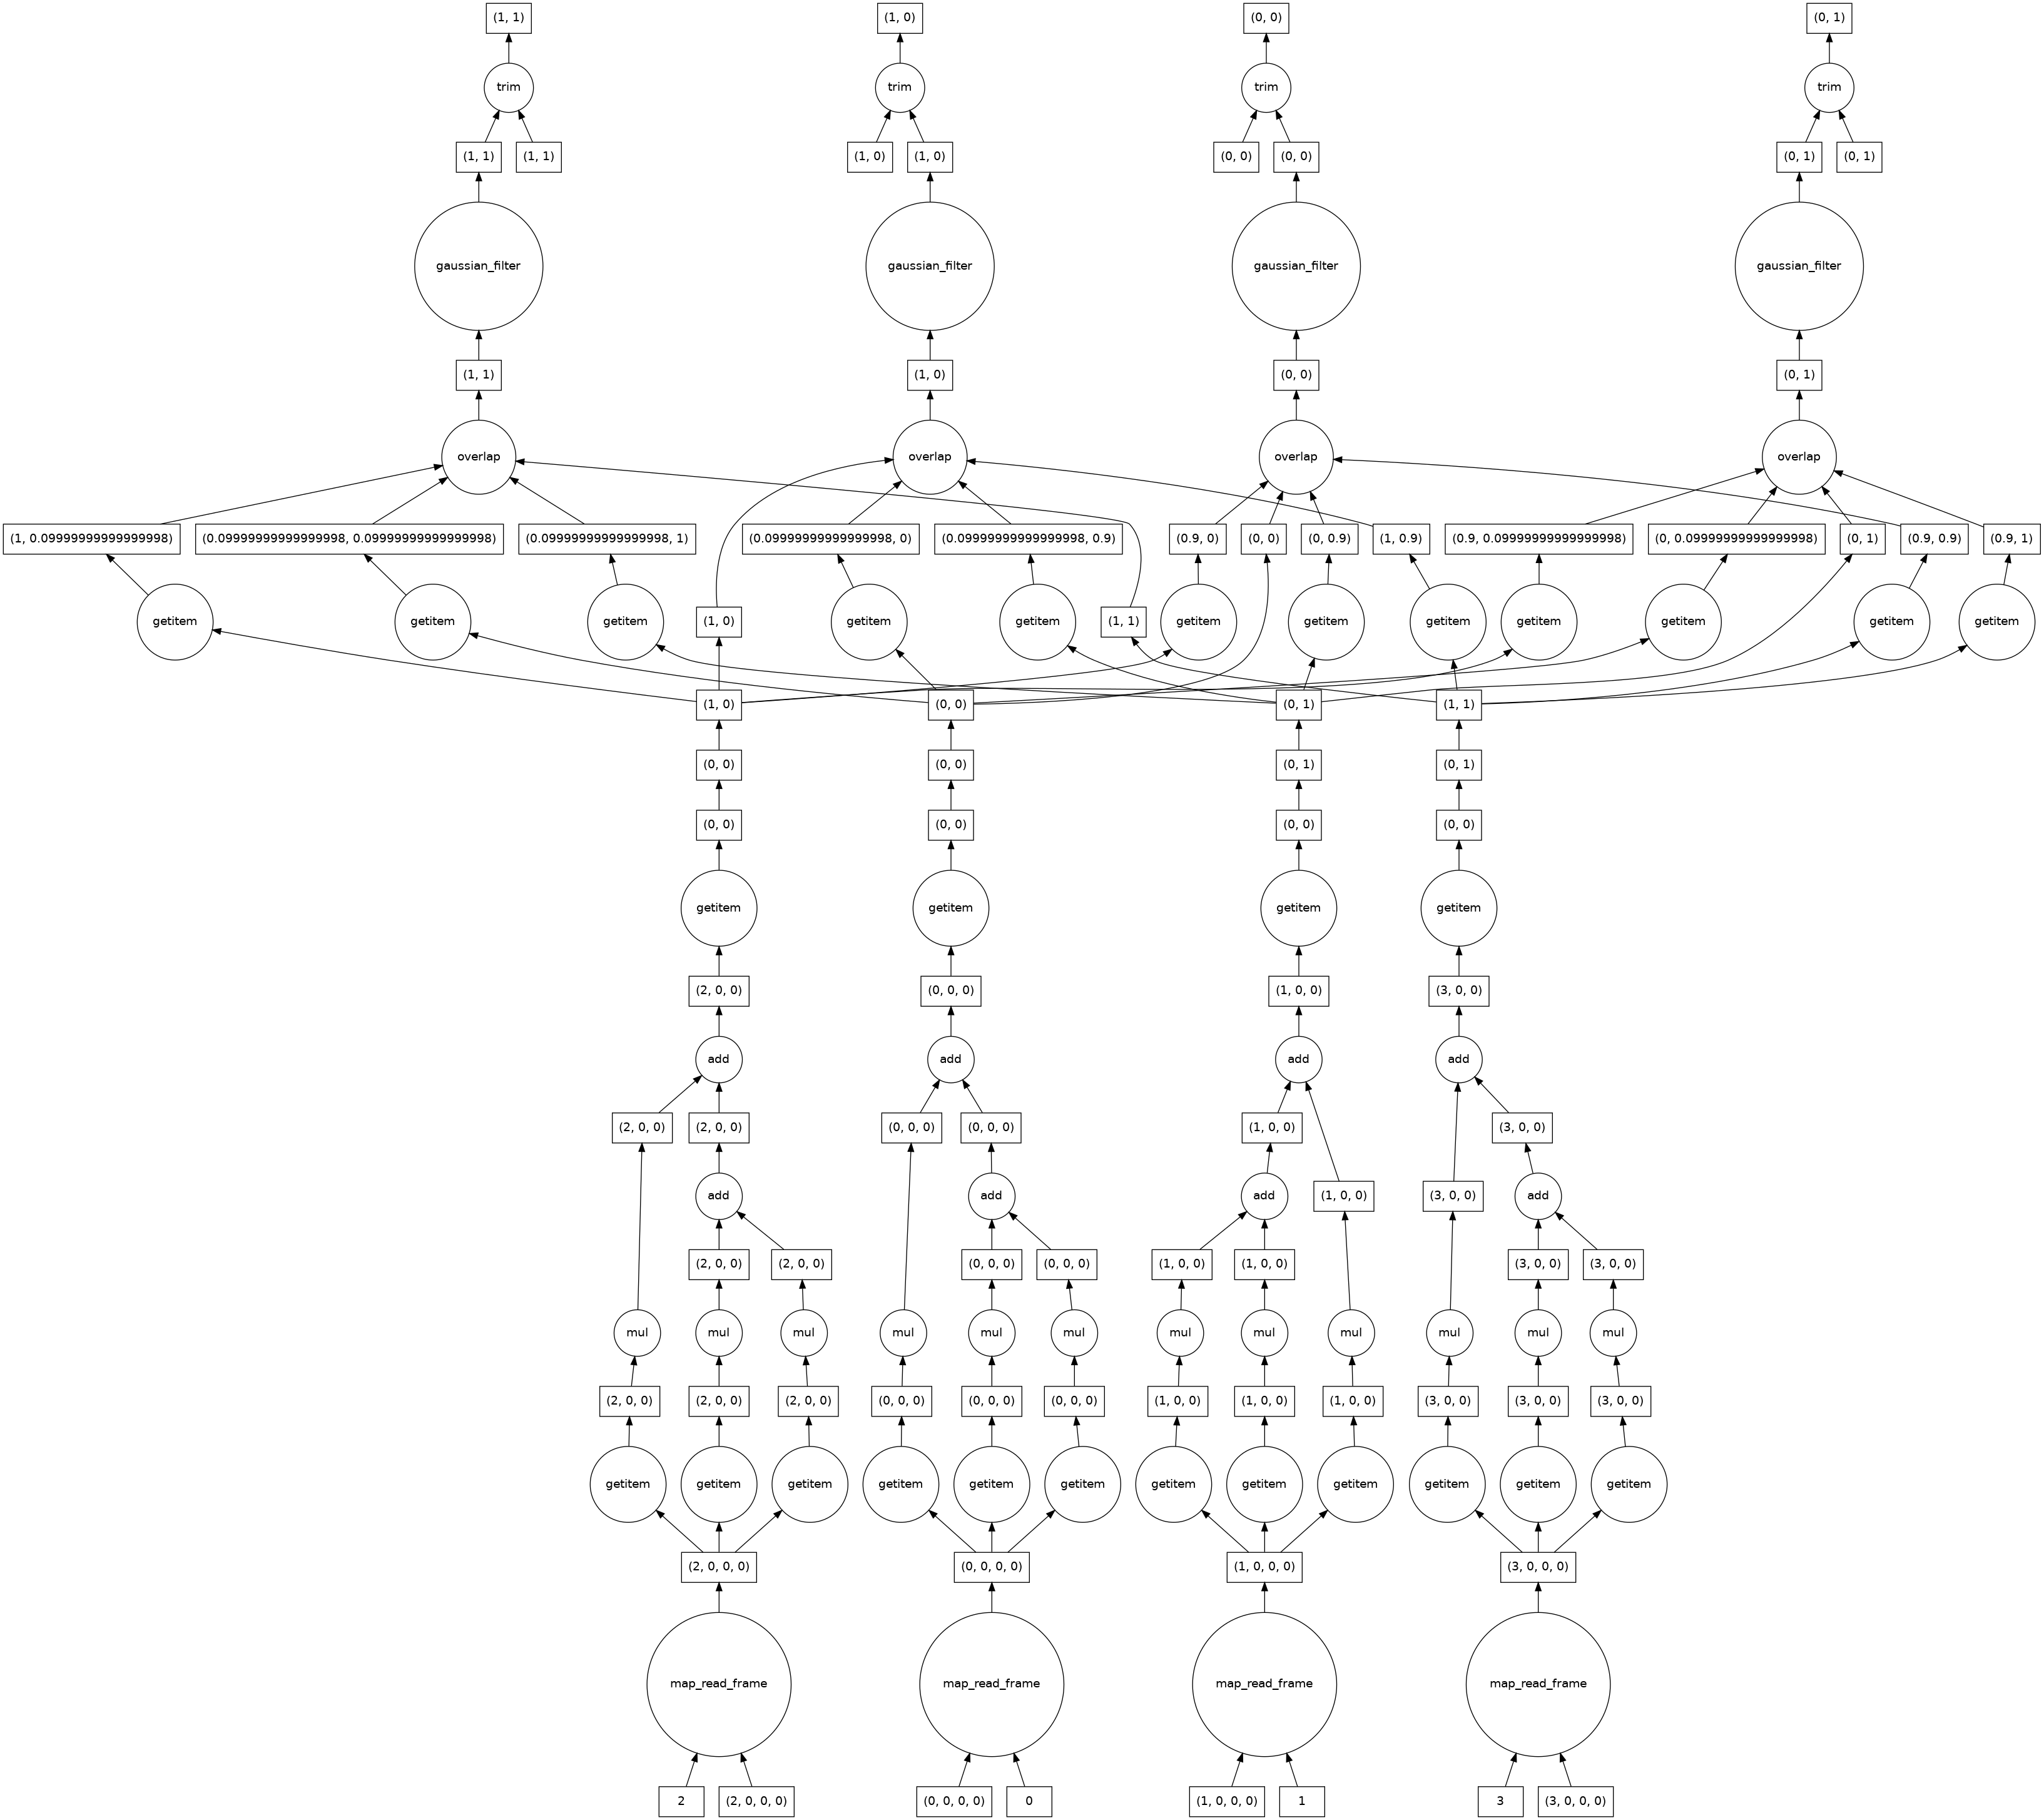 (1, 1)
(1, 0)
(0, 0)
(0, 1)
trim
trim
trim
trim
(1, 1)
(1, 1)
(1, 0)
(1, 0)
(0, 0)
(0, 0)
(0, 1)
(0, 1)
gaussian_filter
gaussian_filter
gaussian_filter
gaussian_filter
(1, 1)
(1, 0)
(0, 0)
(0, 1)
overlap
overlap
overlap
overlap
(1, 0.09999999999999998)
(0.09999999999999998, 0.09999999999999998)
(0.09999999999999998, 1)
(0.09999999999999998, 0)
(0.09999999999999998, 0.9)
(0.9, 0)
(0, 0)
(0, 0.9)
(1, 0.9)
(0.9, 0.09999999999999998)
(0, 0.09999999999999998)
(0, 1)
(0.9, 0.9)
(0.9, 1)
getitem
getitem
getitem
(1, 0)
getitem
getitem
(1, 1)
getitem
getitem
getitem
getitem
getitem
getitem
getitem
(1, 0)
(0, 0)
(0, 1)
(1, 1)
(0, 0)
(0, 0)
(0, 1)
(0, 1)
(0, 0)
(0, 0)
(0, 0)
(0, 0)
getitem
getitem
getitem
getitem
(2, 0, 0)
(0, 0, 0)
(1, 0, 0)
(3, 0, 0)
add
add
add
add
(2, 0, 0)
(2, 0, 0)
(0, 0, 0)
(0, 0, 0)
(1, 0, 0)
(3, 0, 0)
add
add
add
(1, 0, 0)
(3, 0, 0)
add
(2, 0, 0)
(2, 0, 0)
(0, 0, 0)
(0, 0, 0)
(1, 0, 0)
(1, 0, 0)
(3, 0, 0)
(3, 0, 0)
mul
mul
mul
mul
mul
mul
mul
mul
mul
mul
mul
mul
(2, 0, 0)
(2, 0, 0)
(2, 0, 0)
(0, 0, 0)
(0, 0, 0)
(0, 0, 0)
(1, 0, 0)
(1, 0, 0)
(1, 0, 0)
(3, 0, 0)
(3, 0, 0)
(3, 0, 0)
getitem
getitem
getitem
getitem
getitem
getitem
getitem
getitem
getitem
getitem
getitem
getitem
(2, 0, 0, 0)
(0, 0, 0, 0)
(1, 0, 0, 0)
(3, 0, 0, 0)
map_read_frame
map_read_frame
map_read_frame
map_read_frame
2
(2, 0, 0, 0)
(0, 0, 0, 0)
0
(1, 0, 0, 0)
1
3
(3, 0, 0, 0)